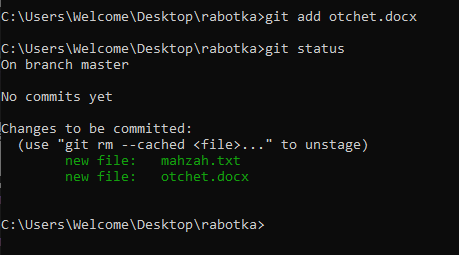 C:\Users\Welcome\Desktop\rabotka>git add otchet.docx
C:\Users\Welcome\Desktop\rabotka>git status
On branch master
No commits yet
Changes to be committed:
  (use "git rm --cached <file>..." to unstage)
        new file:   mahzah.txt
        new file:   otchet.docx
C:\Users\Welcome\Desktop\rabotka>